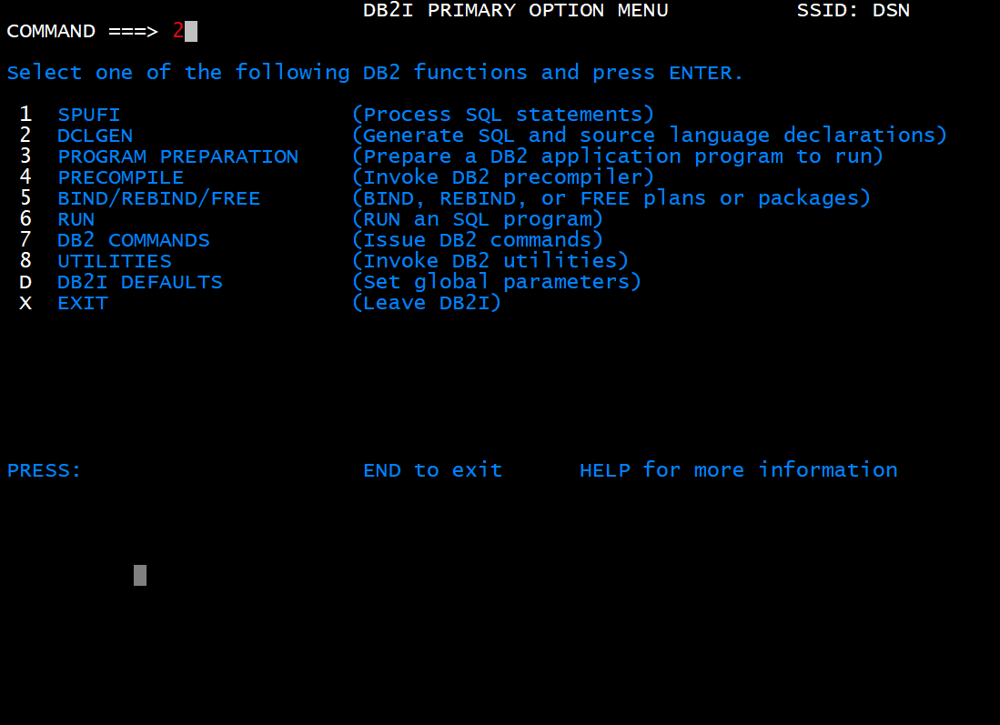 DB2I PRIMARY OPTION MENU SSID: DSN
COMMAND ===> 2
Select one of the following DB2 functions and press ENTER.
1 SPUFI (Process SQL statements)
2 DCLGEN (Generate SQL and source language declarations)
3 PROGRAM PREPARATION (Prepare a DB2 application program to run)
4 PRECOMPILE (Invoke DB2 precompiler)
5 BIND/REBIND/FREE (BIND, REBIND, or FREE plans or packages)
6 RUN (RUN an SQL program)
7 DB2 COMMANDS (Issue DB2 commands)
8 UTILITIES (Invoke DB2 utilities)
D DB2I DEFAULTS (Set global parameters)
X EXIT (Leave DB2I)
PRESS: END to exit HELP for more information